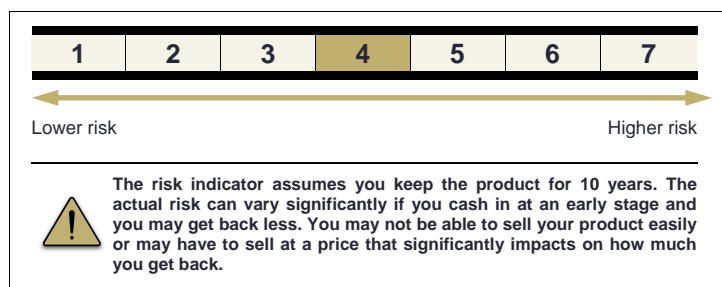 1 2 3 4 5 6 7
Lower risk Higher risk
The risk indicator assumes you keep the product for 10 years. The
actual risk can vary significantly if you cash in at an early stage and
you may get back less. You may not be able to sell your product easily
or may have to sell at a price that significantly impacts on how much
you get back.